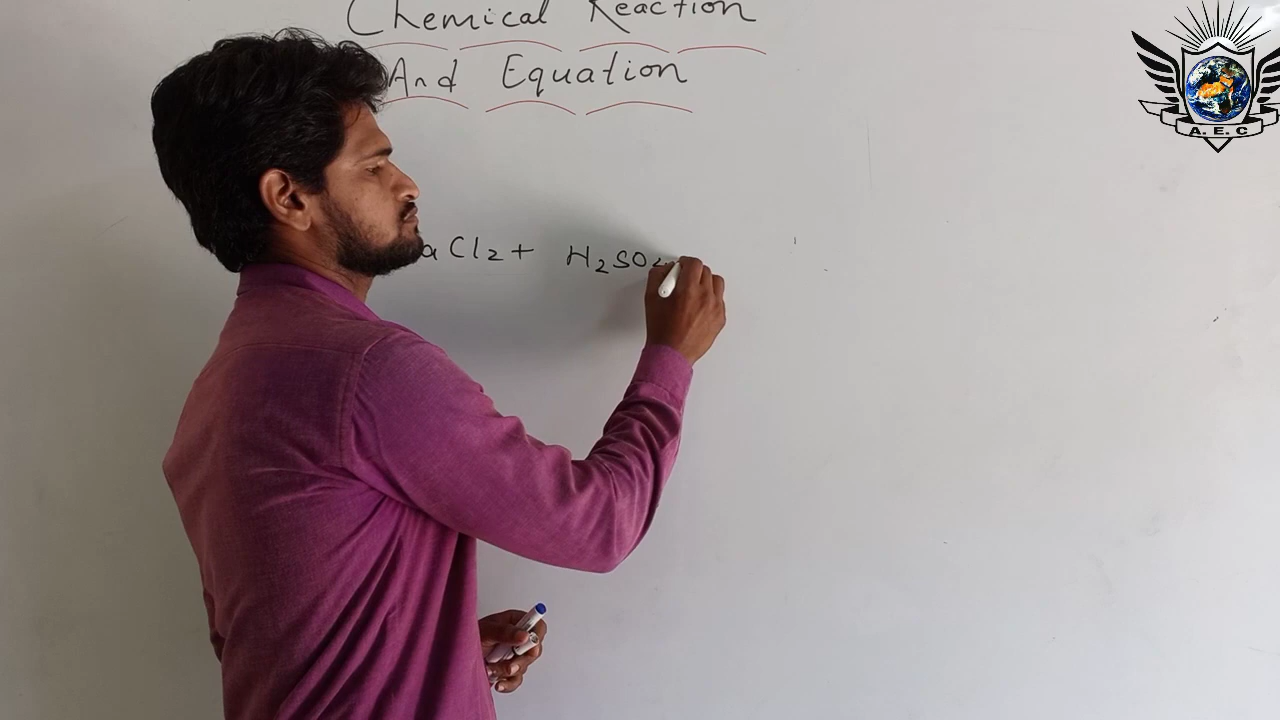 Chemical Reaction
And Equation
aCl₂ + H₂SO₄
A. E. C